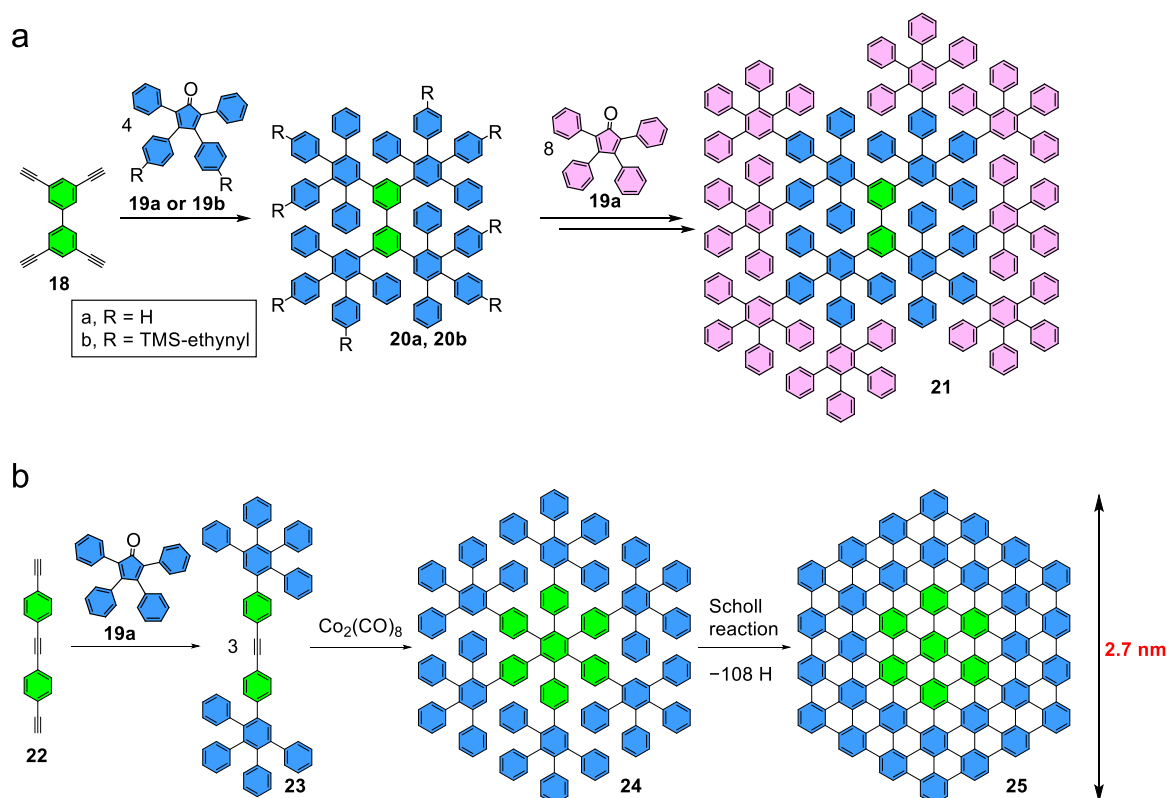 a
4
O
R
R
19a or 19b
18
a, R = H
b, R = TMS-ethynyl
R
R
R
R
R
R
R
R
20a, 20b
8
O
19a
21
b
O
19a
22
3
23
Co2(CO)8
24
Scholl
reaction
−108 H
25
2.7 nm